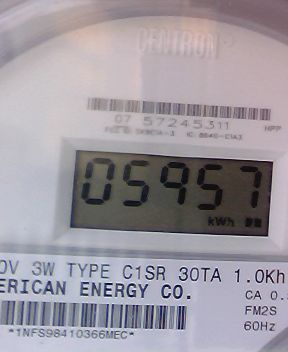 CENTRON
07 57245311 HPP
05957
kWh
0V 3W TYPE C1SR 30TA 1.0Kh
ERICAN ENERGY CO. CA 0.
FM2S
60Hz
*1NFS98410366MEC*